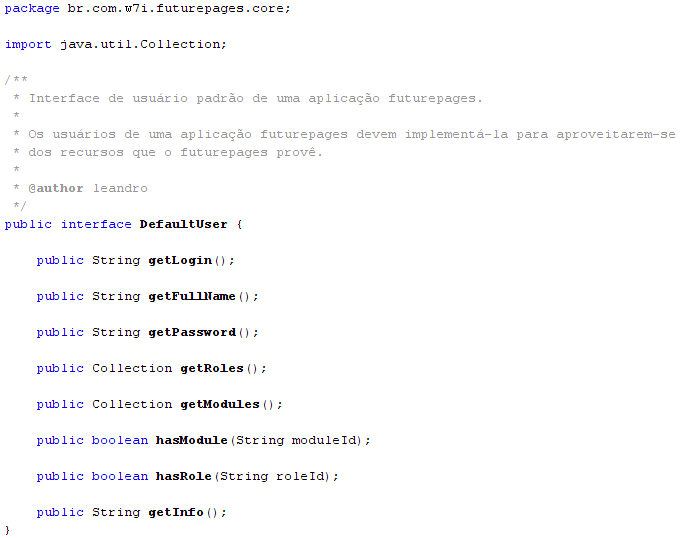 package br.com.w7i.futurepages.core;
import java.util.Collection;
/**
 * Interface de usuário padrão de uma aplicação futurepages.
 *
 * Os usuários de uma aplicação futurepages devem implementá-la para aproveitarem-se
 * dos recursos que o futurepages provê.
 *
 * @author leandro
 */
public interface DefaultUser {
    public String getLogin();
    public String getFullName();
    public String getPassword();
    public Collection getRoles();
    public Collection getModules();
    public boolean hasModule(String moduleId);
    public boolean hasRole(String roleId);
    public String getInfo();
}